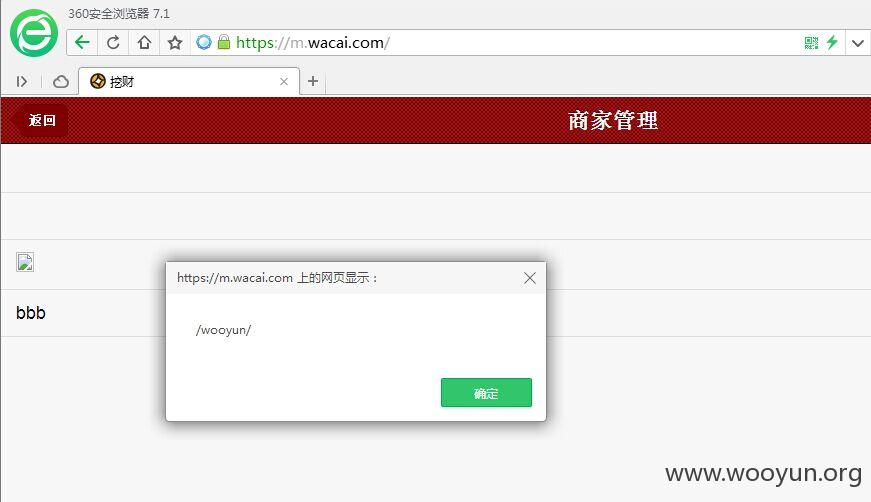 360安全浏览器 7.1
https://m.wacai.com/
挖财
返回
商家管理
https://m.wacai.com 上的网页显示：
/wooyun/
bbb
确定
www.wooyun.org